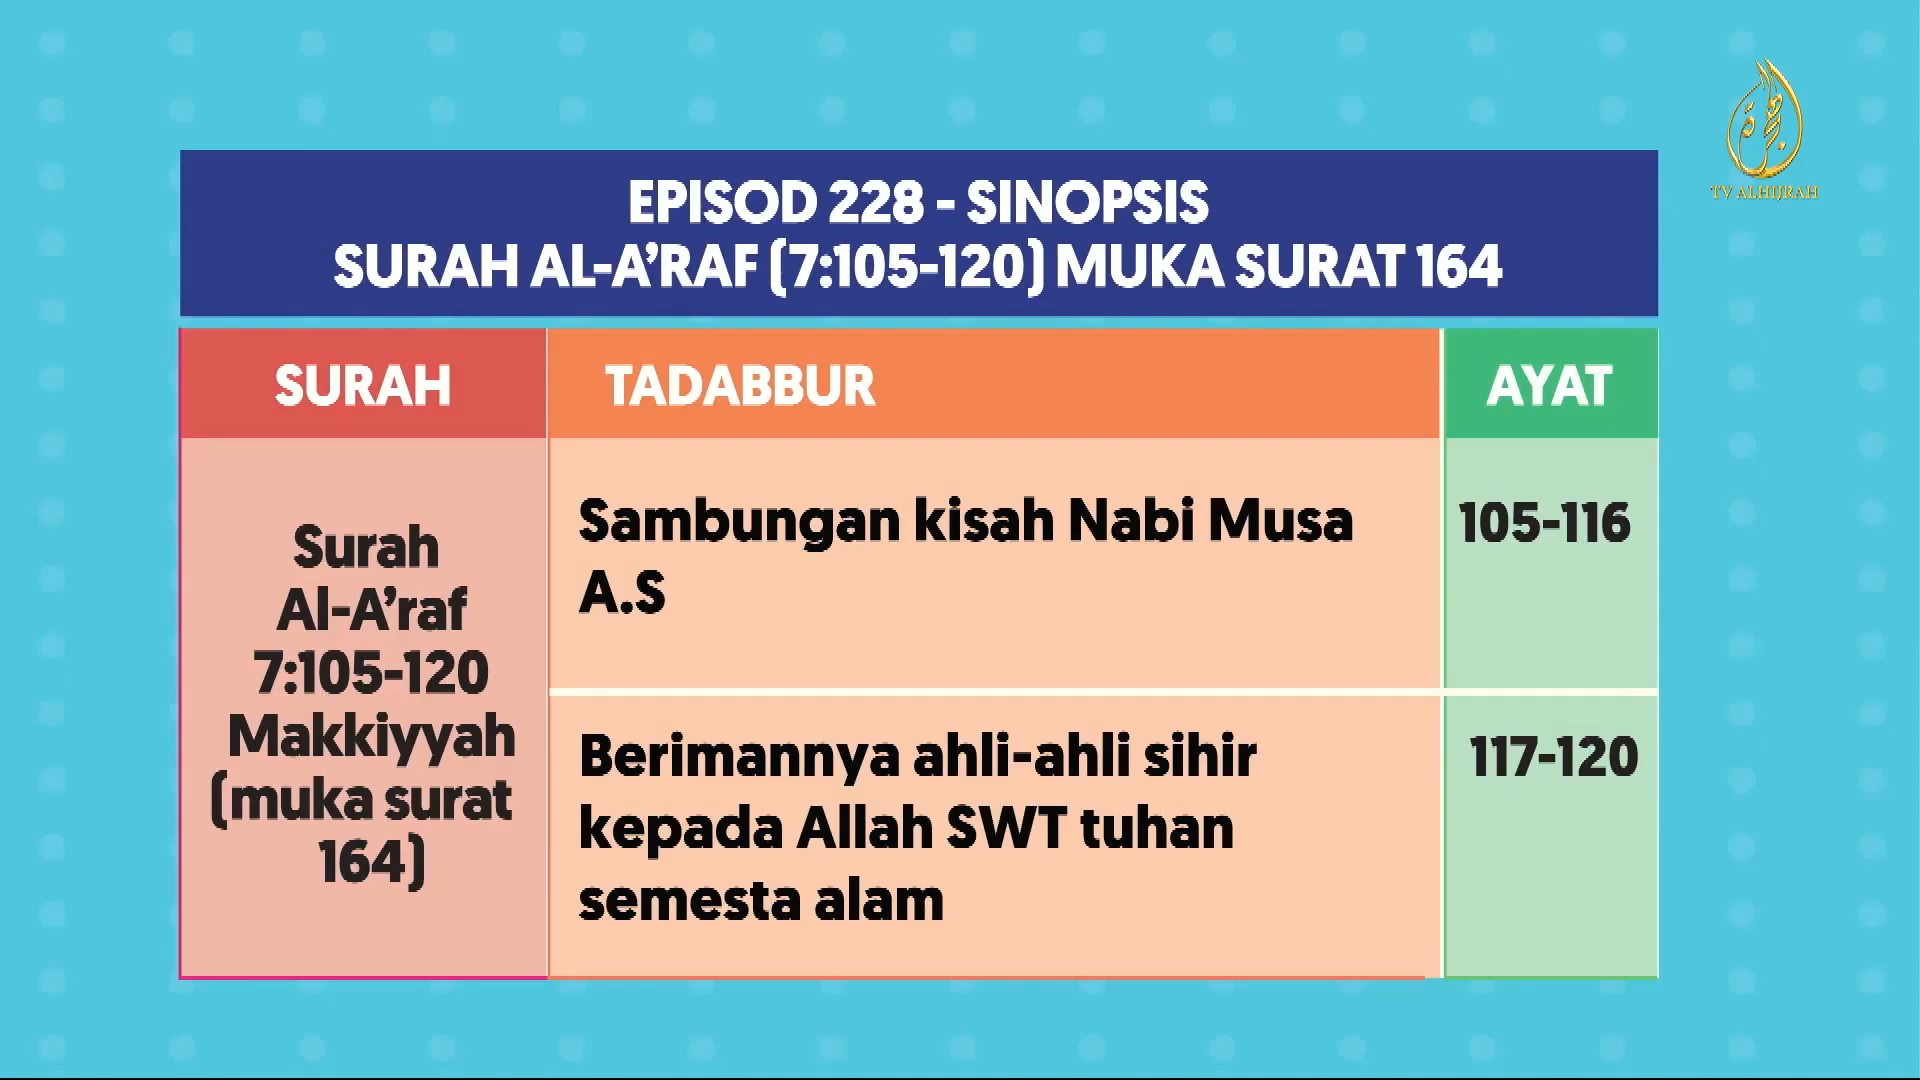 EPISOD 228 - SINOPSIS
SURAH AL-A’RAF (7:105-120) MUKA SURAT 164
TV ALHIJRAH
SURAH
TADABBUR
AYAT
Surah
Al-A’raf
7:105-120
Makkiyyah
(muka surat
164)
Sambungan kisah Nabi Musa
A.S
105-116
Berimannya ahli-ahli sihir
kepada Allah SWT tuhan
semesta alam
117-120